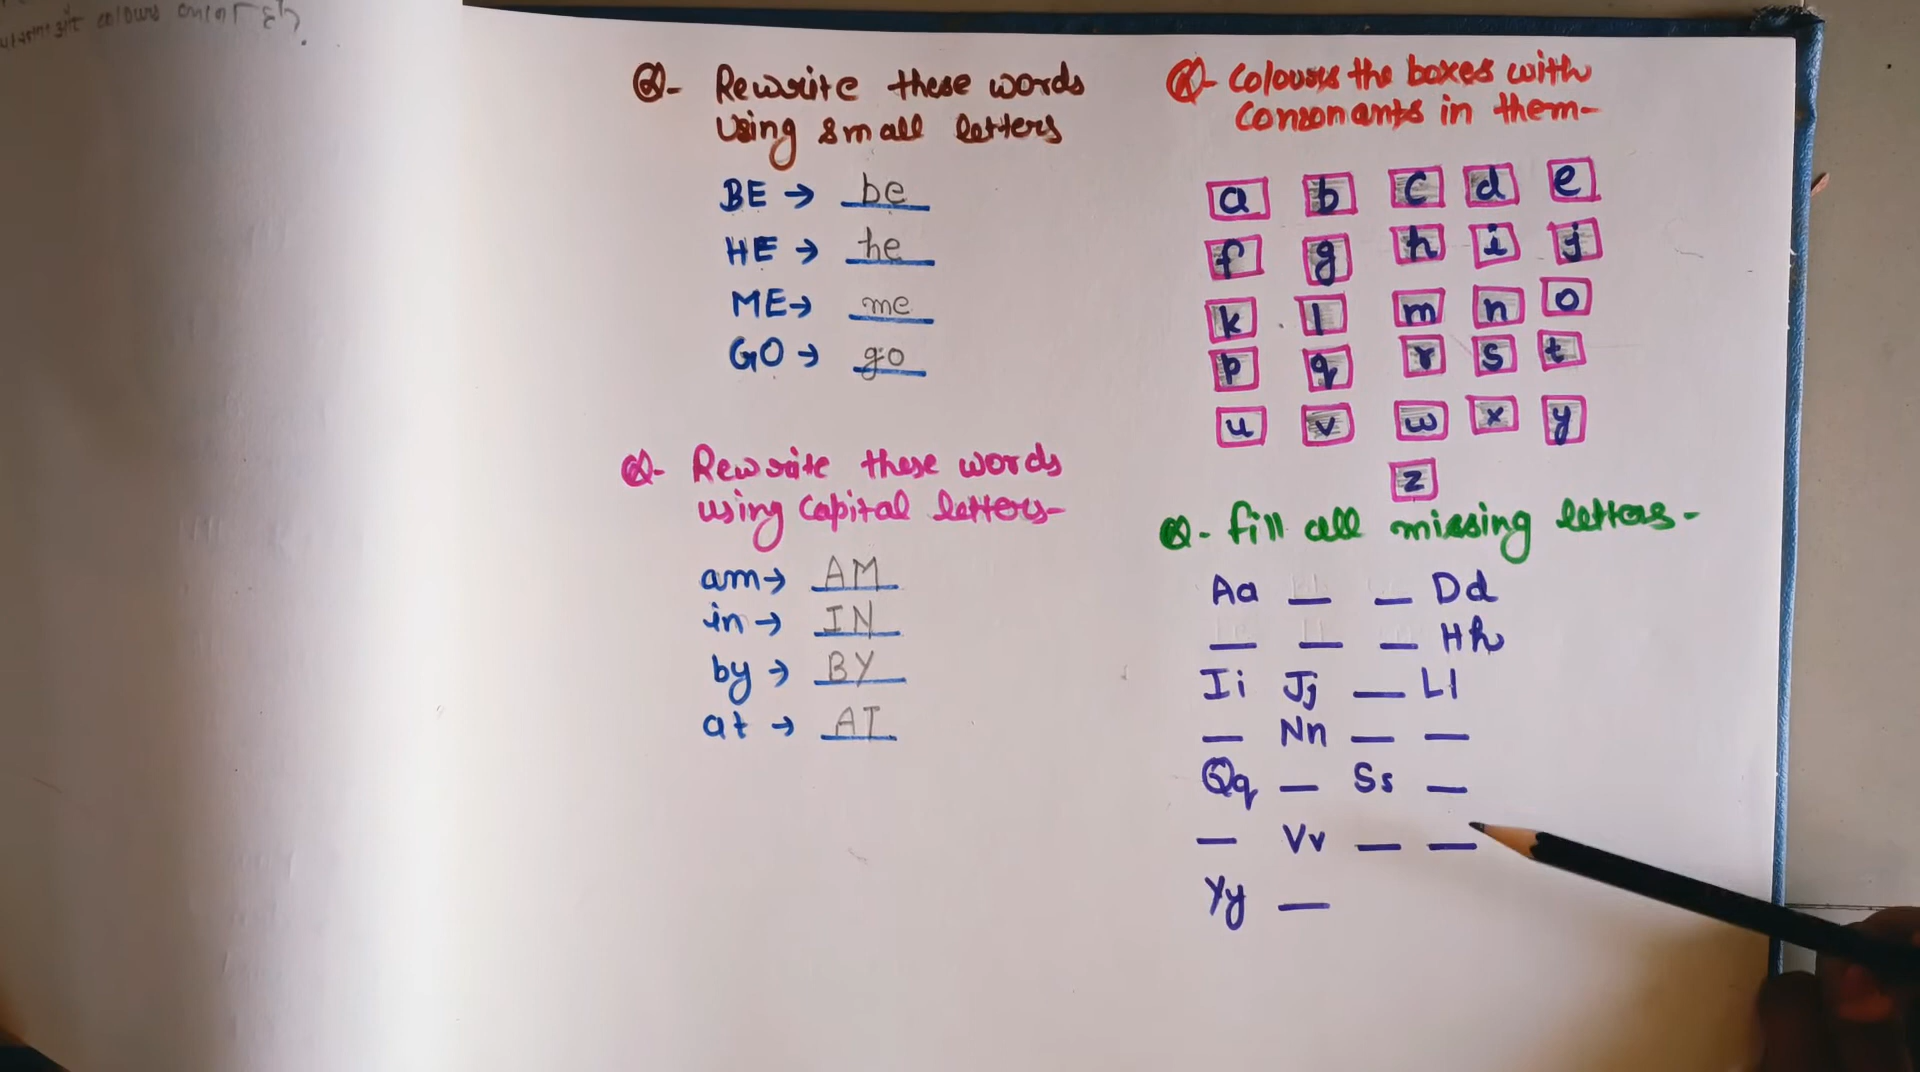 colours
Q- Rewrite these words
using small letters
BE → be
HE → he
ME → me
GO → go
Q- Rewrite these words
using capital letters-
am → AM
in → IN
by → BY
at → AT
Q- Colours the boxes with
consonants in them-
a b c d e
f g h i j
k l m n o
p q r s t
u v w x y
z
Q- fill all missing letters-
Aa _ _ Dd
_ _ _ Hh
Ii Jj _ Ll
_ Nn _ _
Qq _ Ss _
_ Vv _ _
Yy _